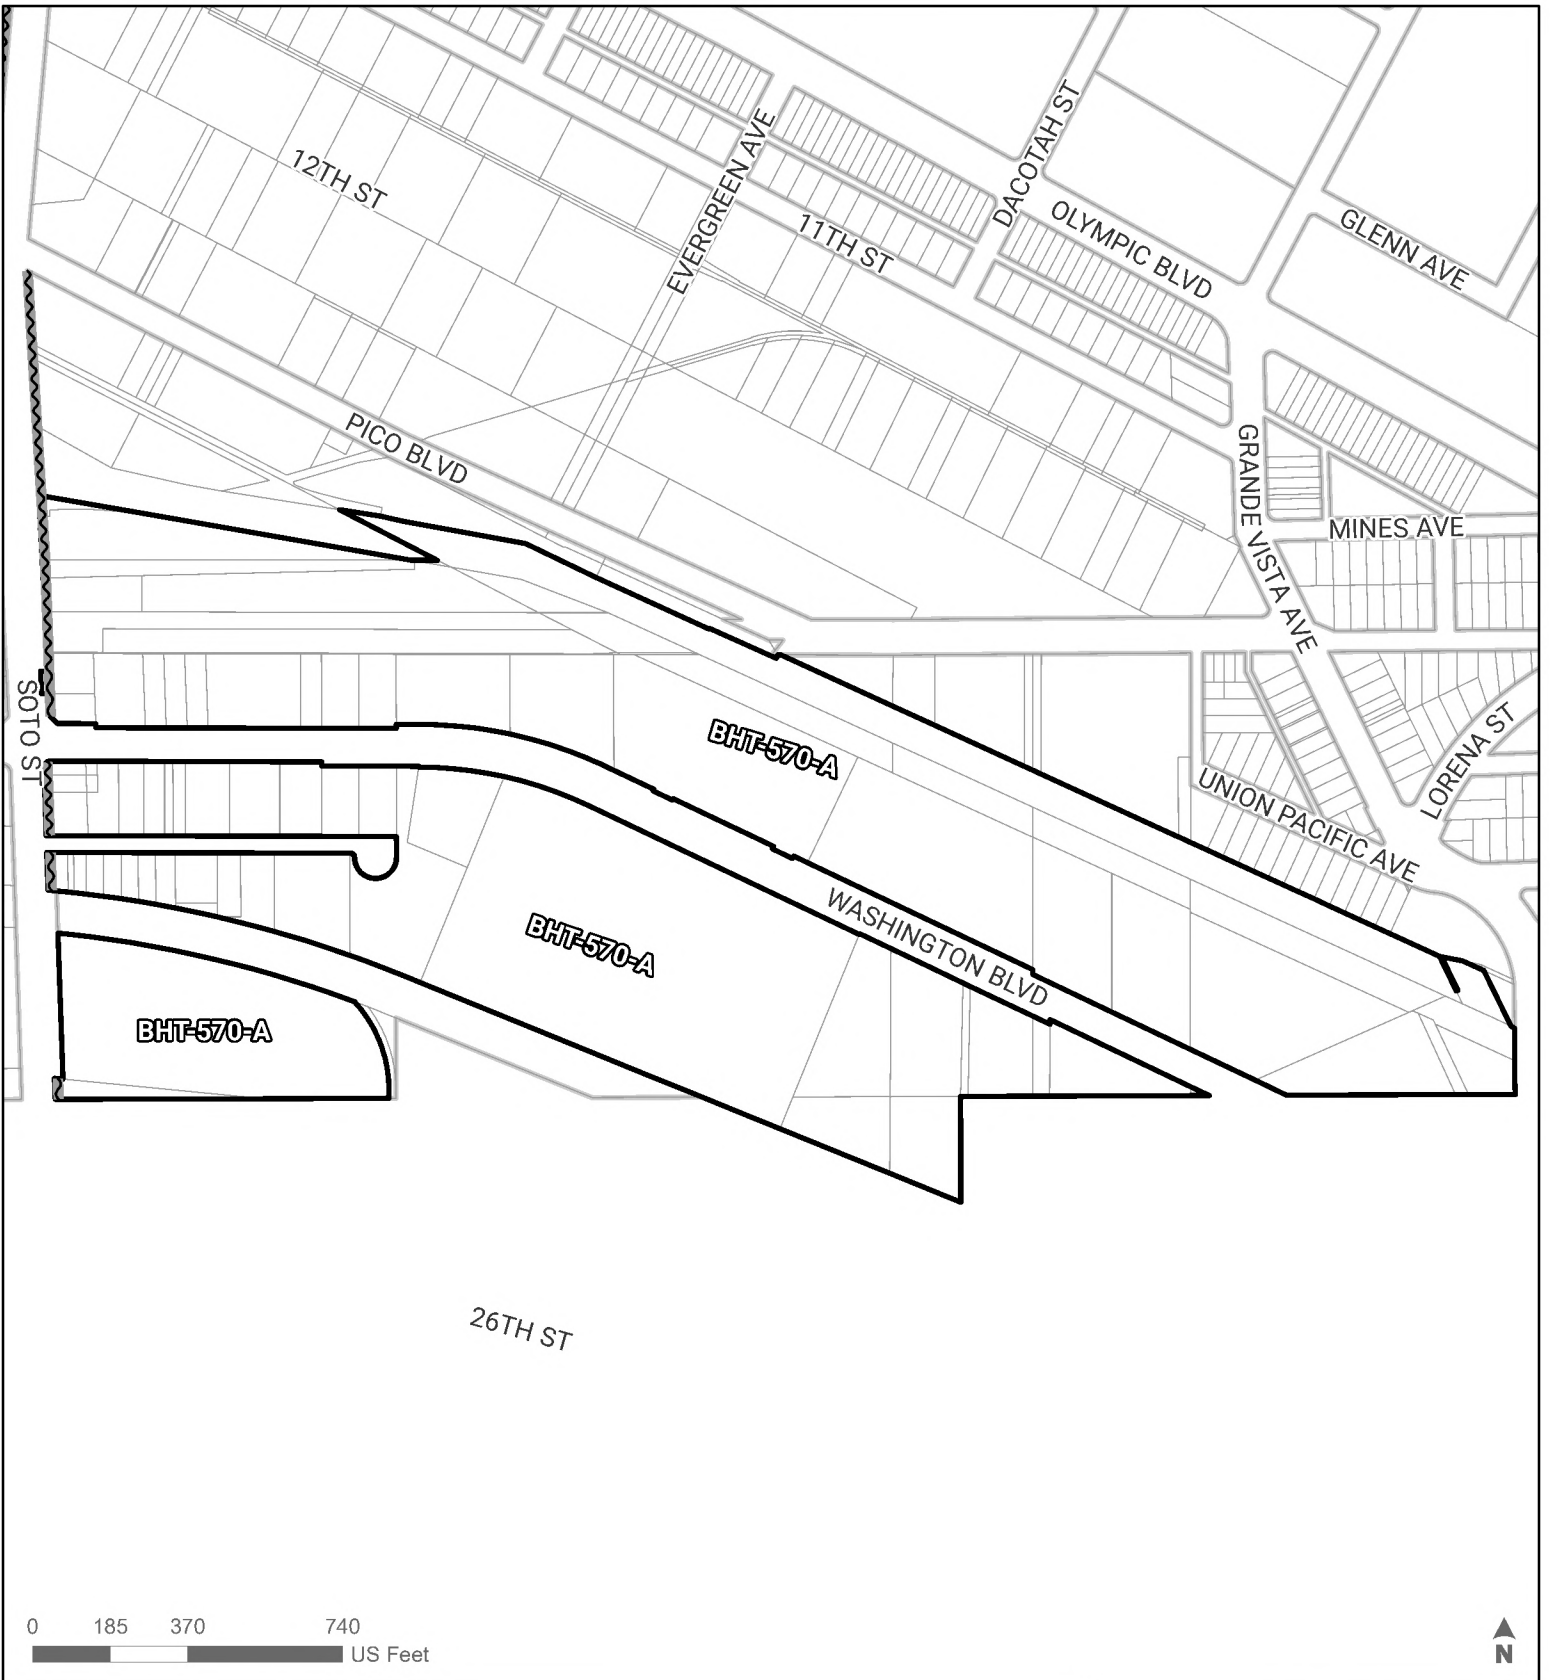 12TH ST
EVERGREEN AVE
DACOTAH ST
11TH ST
OLYMPIC BLVD
GLENN AVE
PICO BLVD
GRANDE VISTA AVE
MINES AVE
SOTO ST
BHT-570-A
LORENA ST
UNION PACIFIC AVE
BHT-570-A
WASHINGTON BLVD
BHT-570-A
26TH ST
0 185 370 740
US Feet
N